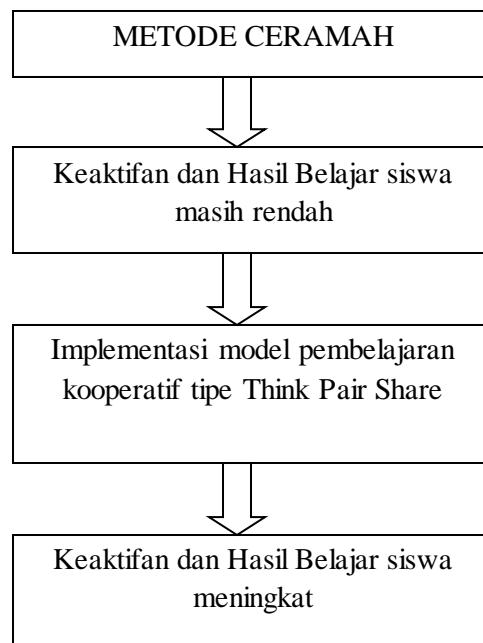 METODE CERAMAH
Keaktifan dan Hasil Belajar siswa
masih rendah
Implementasi model pembelajaran
kooperatif tipe Think Pair Share
Keaktifan dan Hasil Belajar siswa
meningkat